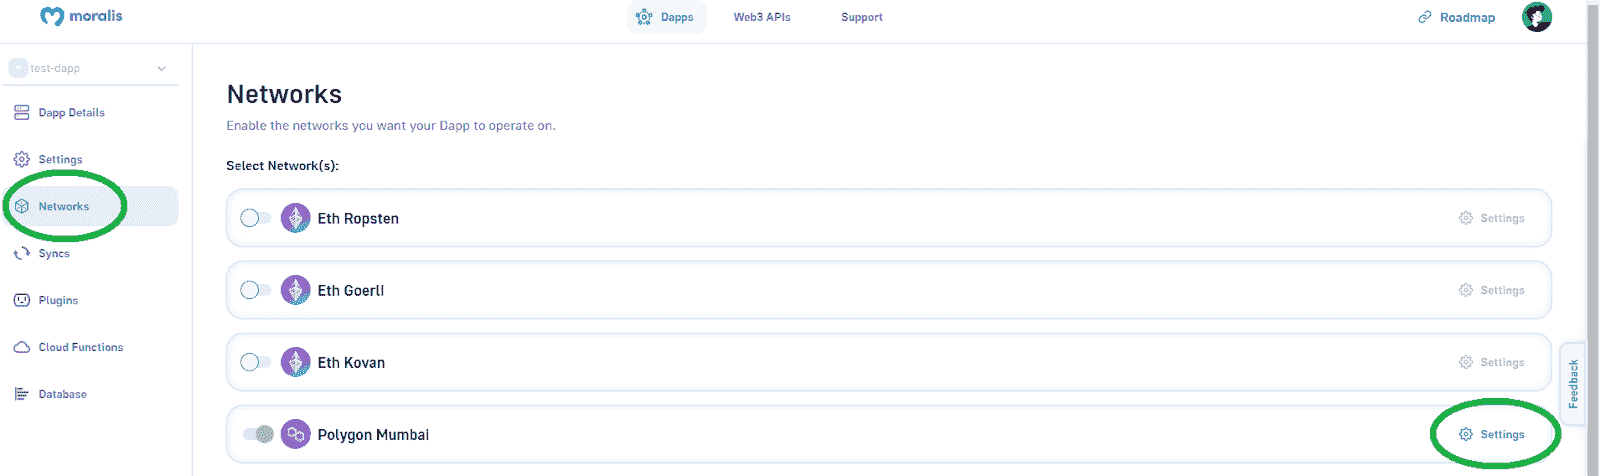 moralis
Dapps
Web3 APIs
Support
Roadmap
test-dapp
Dapp Details
Settings
Networks
Syncs
Plugins
Cloud Functions
Database
Networks
Enable the networks you want your Dapp to operate on.
Select Network(s):
Eth Ropsten
Settings
Eth Goerli
Settings
Eth Kovan
Settings
Polygon Mumbai
Settings
Feedback